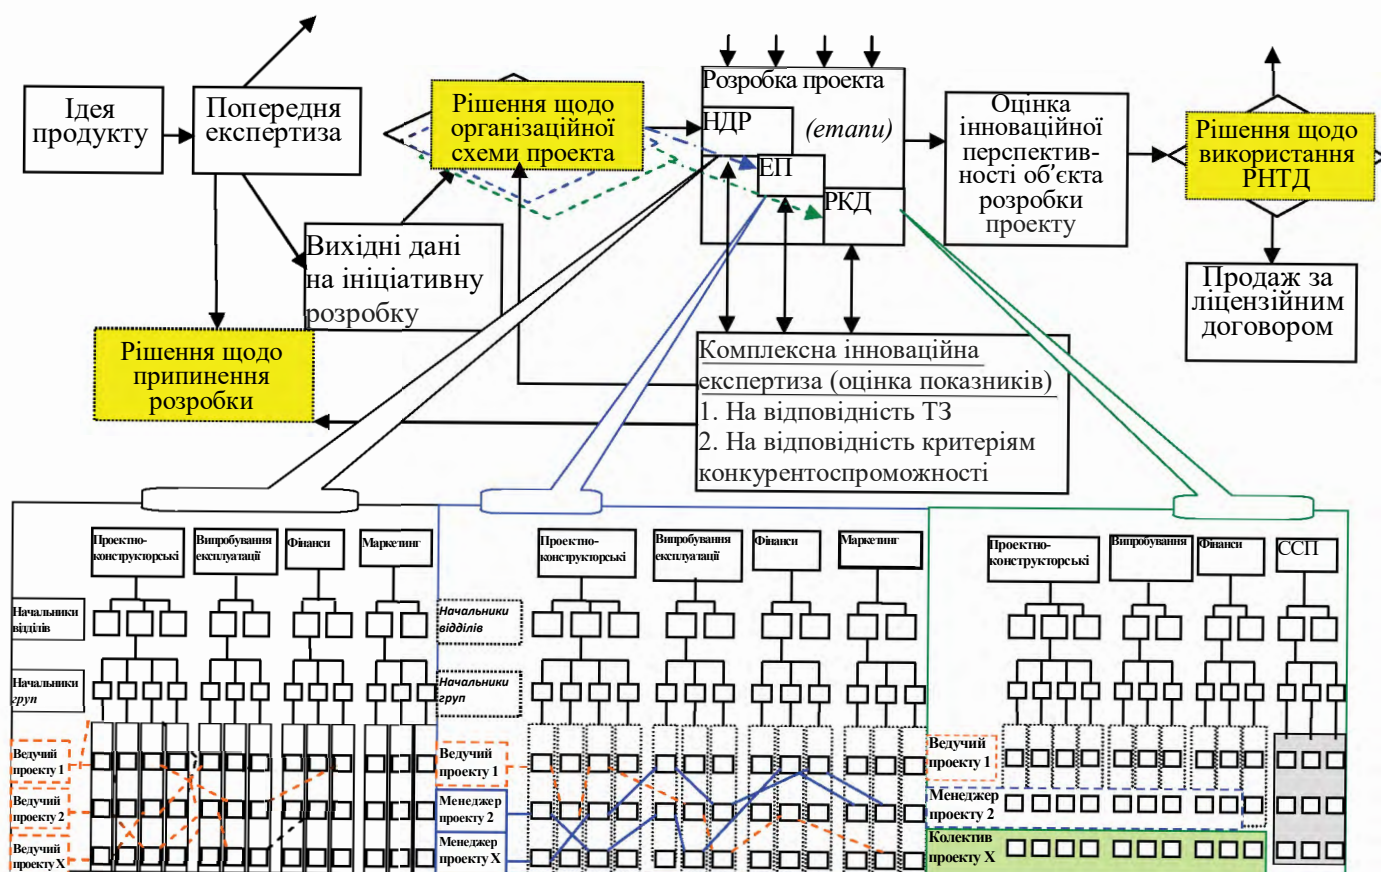 Ідея
продукту
Попередня
експертиза
Рішення щодо
організаційної
схеми проекта
Розробка проекта
НДР
(етапи)
ЕП
РКД
Оцінка
інноваційної
перспектив-
ності об'єкта
розробки
проекту
Рішення щодо
використання
РНТД
Вихідні дані
на ініціативну
розробку
Продаж за
ліцензійним
договором
Рішення щодо
припинення
розробки
Комплексна інноваційна
експертиза (оцінка показників)
1. На відповідність ТЗ
2. На відповідність критеріям
конкурентоспроможності
Проектно-
конструкторські
Випробування
експлуатації
Фінанси
Маркетинг
Начальники
відділів
Начальники
груп
Ведучий
проекту 1
Ведучий
проекту 2
Ведучий
проекту X
Проектно-
конструкторські
Випробування
експлуатації
Фінанси
Маркетинг
Начальники
відділів
Начальники
груп
Ведучий
проекту 1
Менеджер
проекту 2
Менеджер
проекту X
Проектно-
конструкторські
Випробування
Фінанси
ССП
Ведучий
проекту 1
Менеджер
проекту 2
Колектив
проекту X